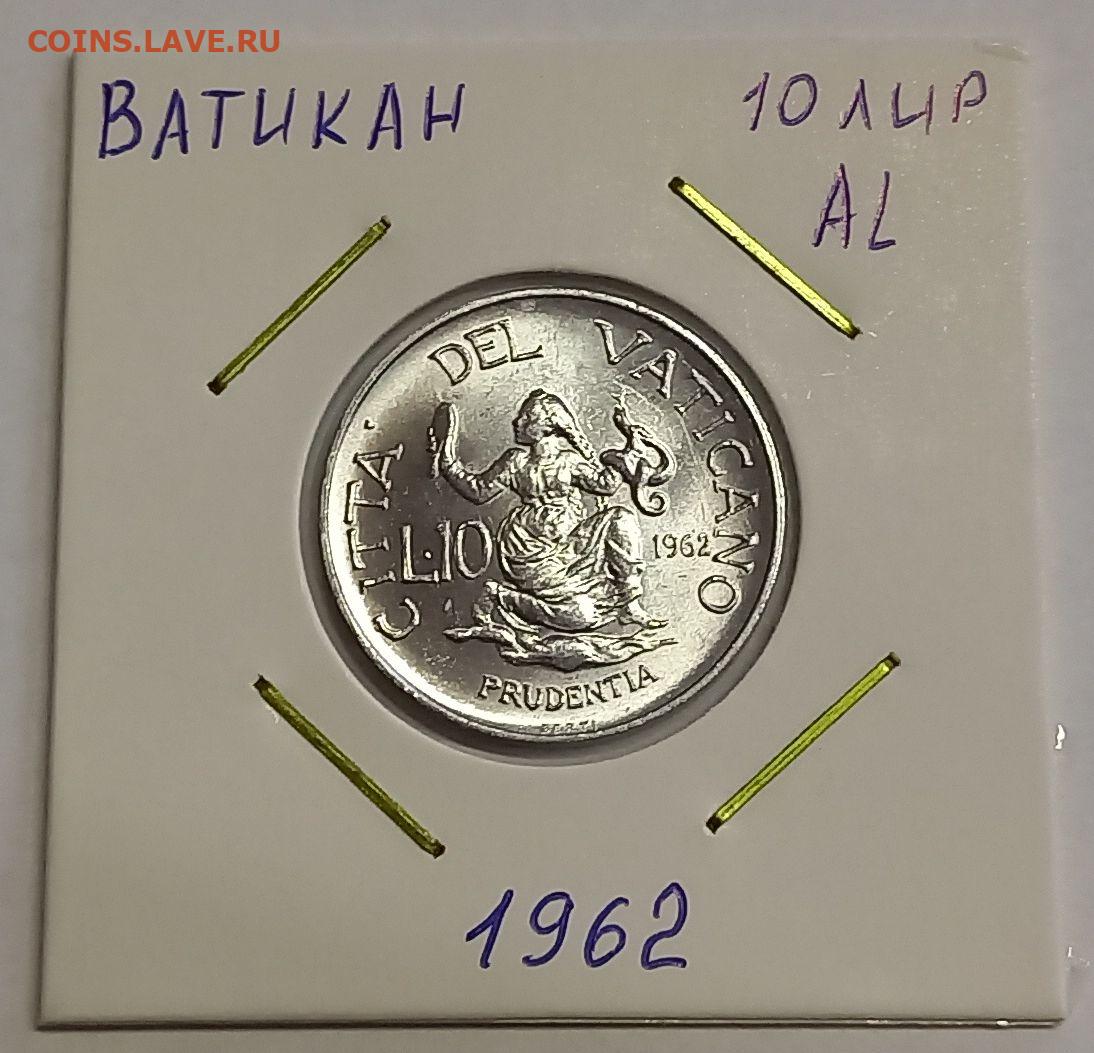 COINS.LAVE.RU
ВАТИКАН
10 ЛИР
AL
CITTA' DEL VATICANO
L.10
1962
PRUDENTIA
1962